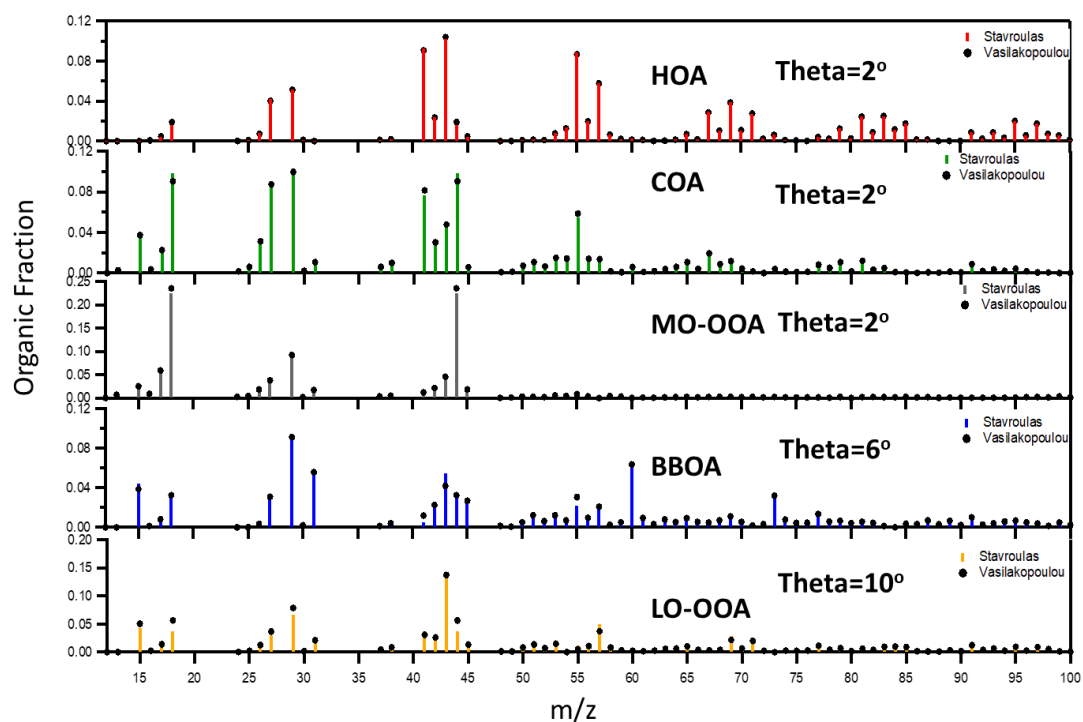 0.12
0.08
0.04
0.00
HOA
Theta=2º
Stavroulas
Vasilakopoulou
0.12
0.08
0.04
0.00
COA
Theta=2º
Stavroulas
Vasilakopoulou
0.25
0.20
0.15
0.10
0.05
0.00
MO-OOA
Theta=2º
Stavroulas
Vasilakopoulou
0.12
0.08
0.04
0.00
BBOA
Theta=6º
Stavroulas
Vasilakopoulou
0.20
0.15
0.10
0.05
0.00
LO-OOA
Theta=10º
Stavroulas
Vasilakopoulou
Organic Fraction
15 20 25 30 35 40 45 50 55 60 65 70 75 80 85 90 95 100
m/z